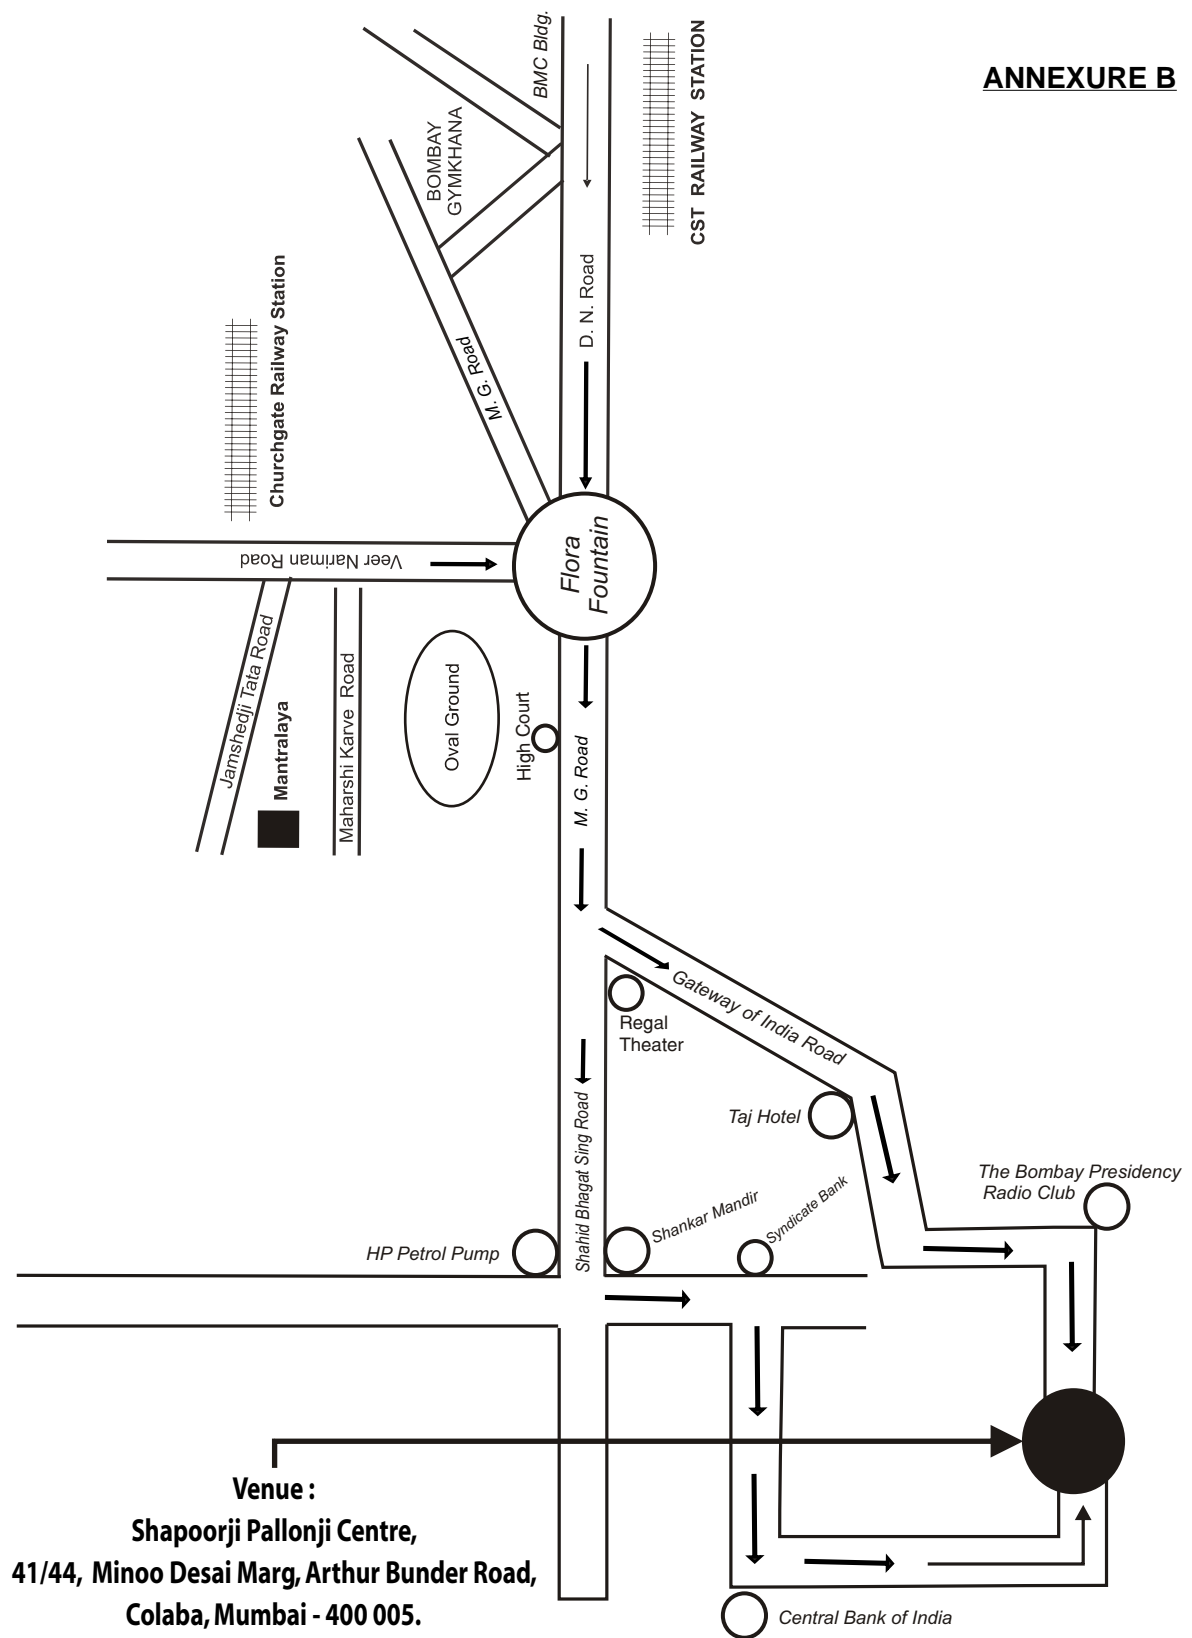 ANNEXURE B
BMC Bldg.
CST RAILWAY STATION
BOMBAY
GYMKHANA
D. N. Road
Churchgate Railway Station
M. G. Road
Veer Nariman Road
Flora
Fountain
Jamshedji Tata Road
Mantralaya
Maharshi Karve Road
Oval Ground
High Court
M. G. Road
Gateway of India Road
Regal
Theater
Shahid Bhagat Sing Road
Taj Hotel
The Bombay Presidency
Radio Club
HP Petrol Pump
Shankar Mandir
Syndicate Bank
Venue :
Shapoorji Pallonji Centre,
41/44, Minoo Desai Marg, Arthur Bunder Road,
Colaba, Mumbai - 400 005.
Central Bank of India